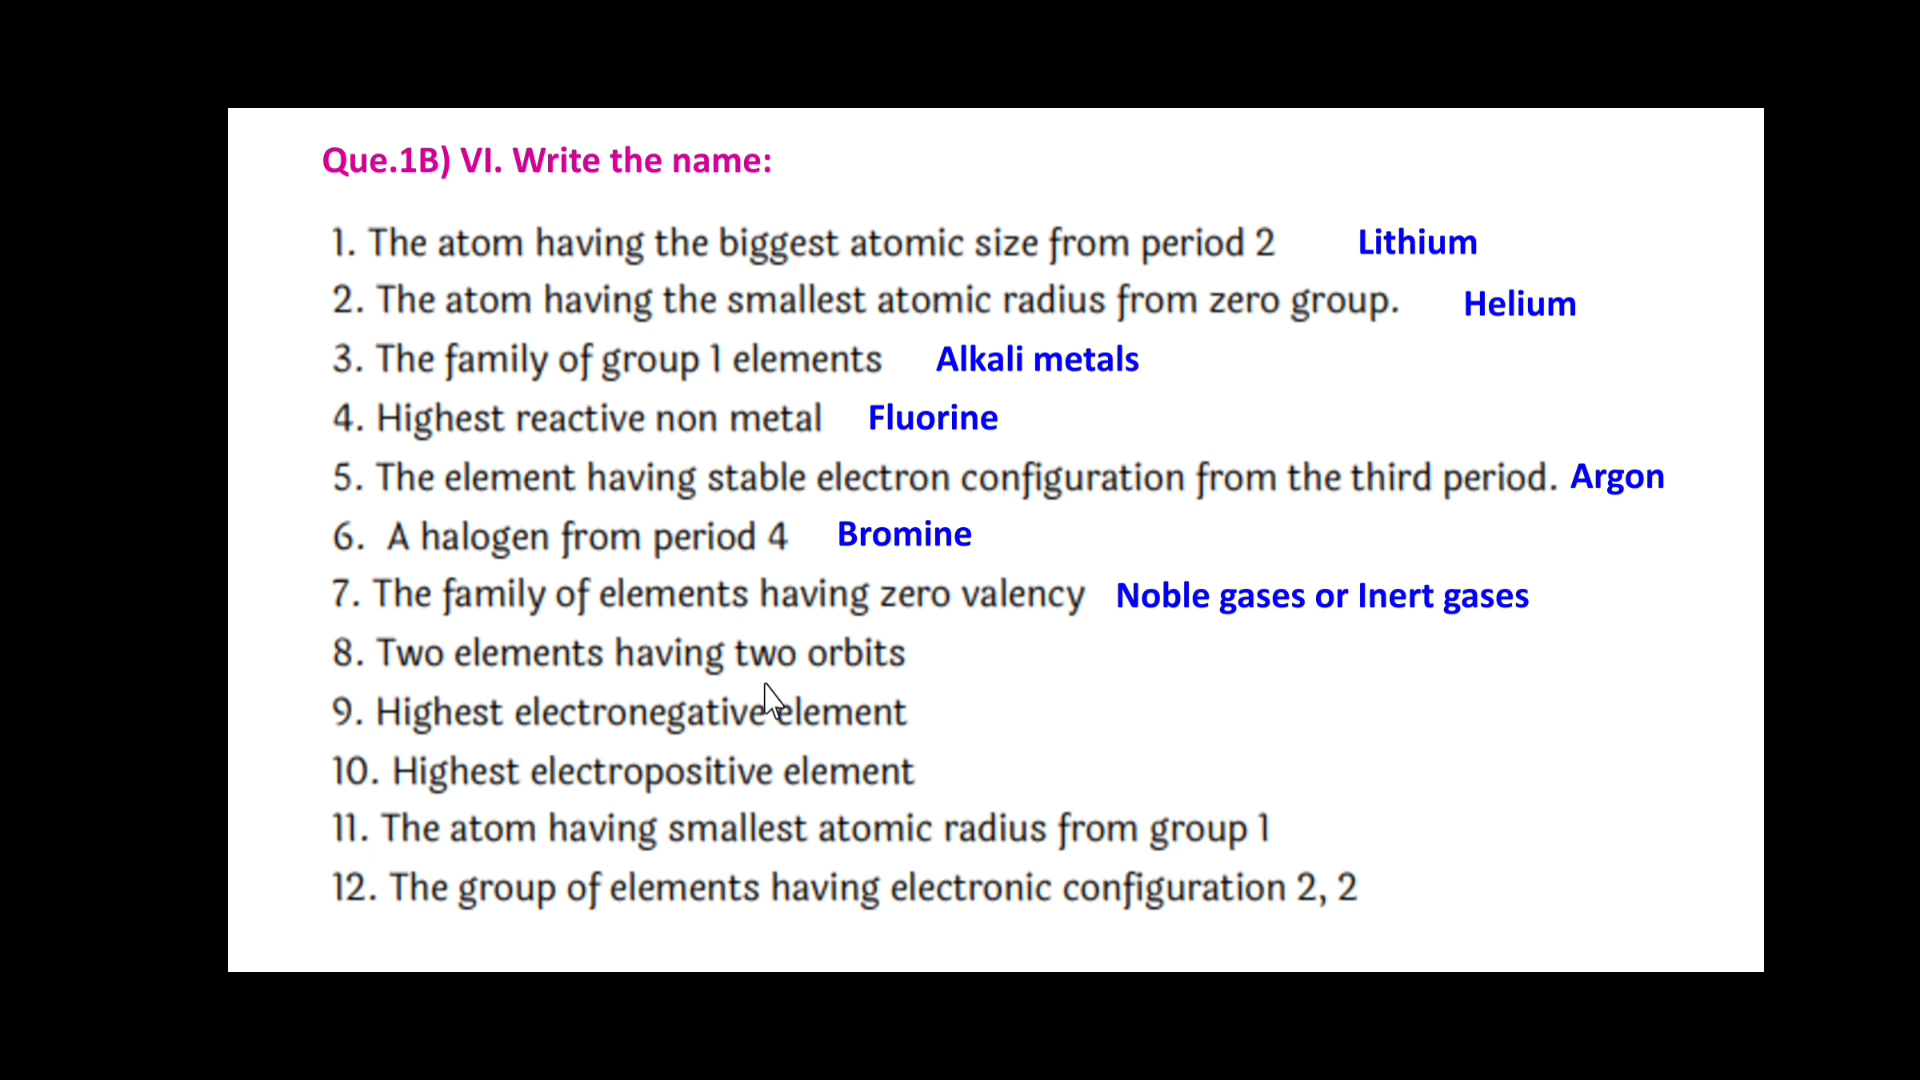 Que.1B) VI. Write the name:
1. The atom having the biggest atomic size from period 2 Lithium
2. The atom having the smallest atomic radius from zero group. Helium
3. The family of group 1 elements Alkali metals
4. Highest reactive non metal Fluorine
5. The element having stable electron configuration from the third period. Argon
6. A halogen from period 4 Bromine
7. The family of elements having zero valency Noble gases or Inert gases
8. Two elements having two orbits
9. Highest electronegative element
10. Highest electropositive element
11. The atom having smallest atomic radius from group 1
12. The group of elements having electronic configuration 2, 2